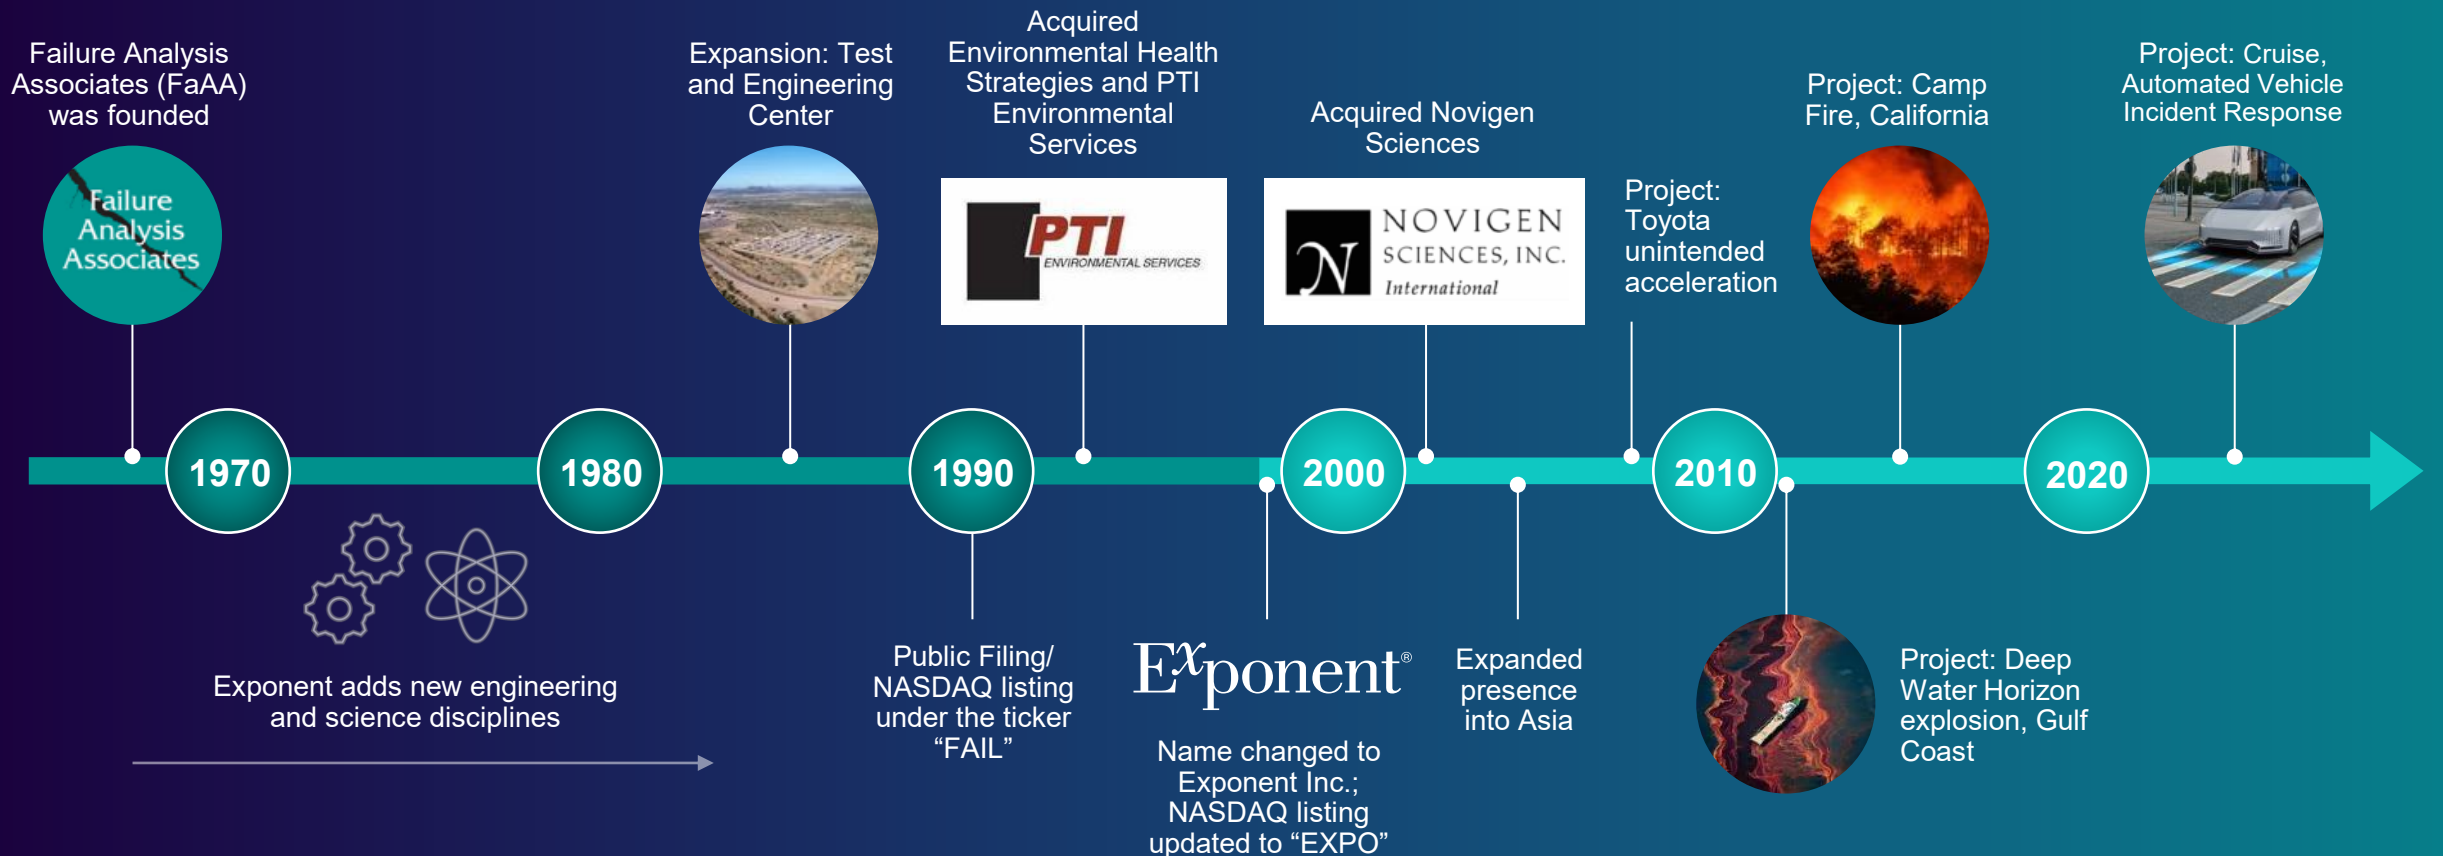 Failure Analysis
Associates (FaAA)
was founded
Failure
Analysis
Associates
Expansion: Test
and Engineering
Center
Acquired
Environmental Health
Strategies and PTI
Environmental
Services
PTI
ENVIRONMENTAL SERVICES
Acquired Novigen
Sciences
N
NOVIGEN
SCIENCES, INC.
International
Project:
Toyota
unintended
acceleration
Project: Camp
Fire, California
Project: Cruise,
Automated Vehicle
Incident Response
1970
1980
1990
2000
2010
2020
Exponent adds new engineering
and science disciplines
Public Filing/
NASDAQ listing
under the ticker
“FAIL”
Exponent®
Name changed to
Exponent Inc.;
NASDAQ listing
updated to “EXPO”
Expanded
presence
into Asia
Project: Deep
Water Horizon
explosion, Gulf
Coast